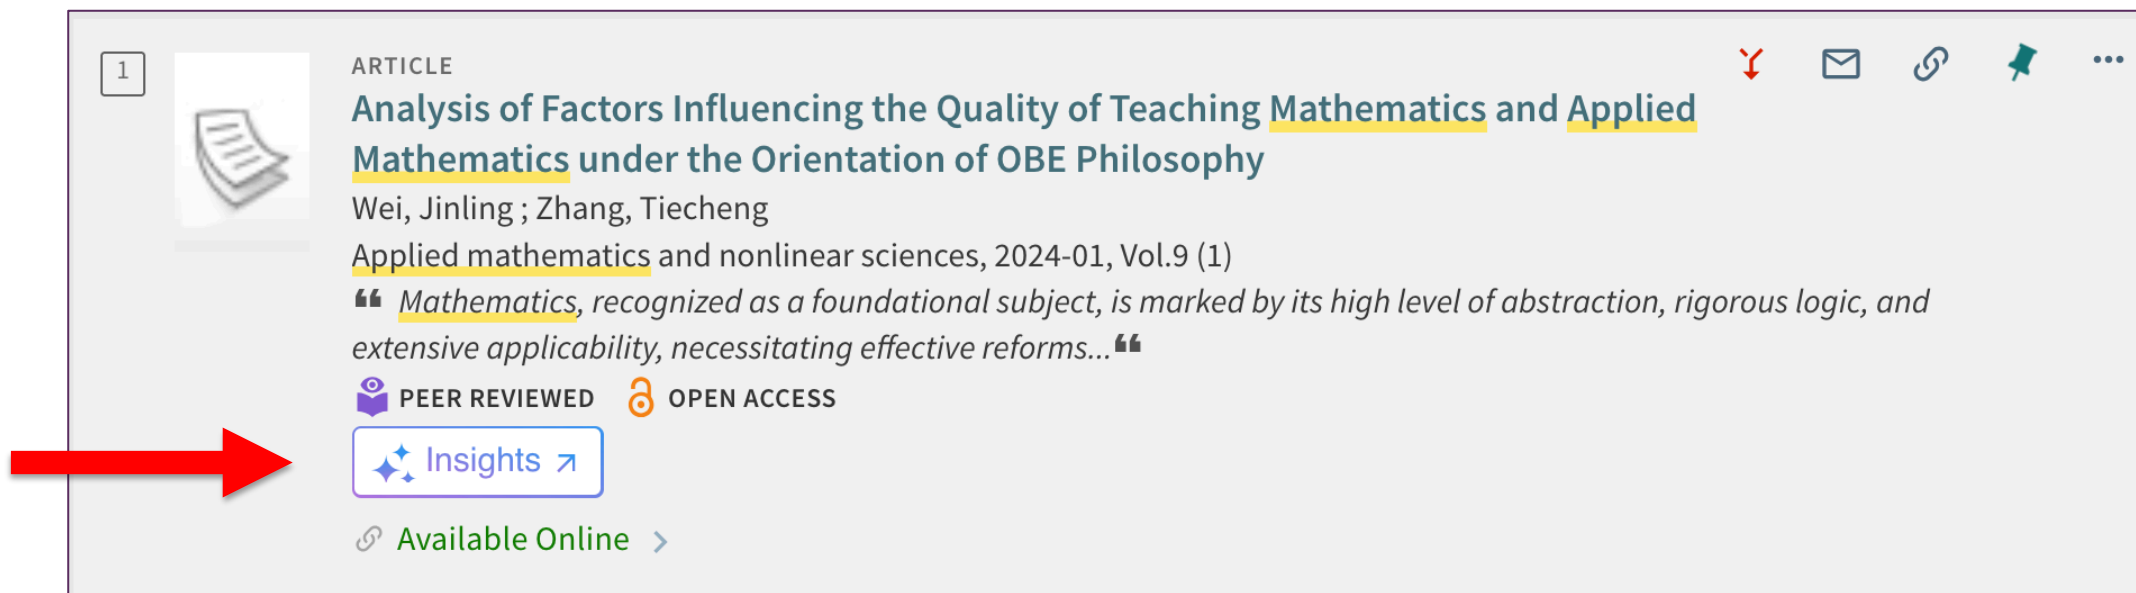 1
ARTICLE
Analysis of Factors Influencing the Quality of Teaching Mathematics and Applied
Mathematics under the Orientation of OBE Philosophy
Wei, Jinling ; Zhang, Tiecheng
Applied mathematics and nonlinear sciences, 2024-01, Vol.9 (1)
❝ Mathematics, recognized as a foundational subject, is marked by its high level of abstraction, rigorous logic, and
extensive applicability, necessitating effective reforms...❝
PEER REVIEWED OPEN ACCESS
Insights
Available Online